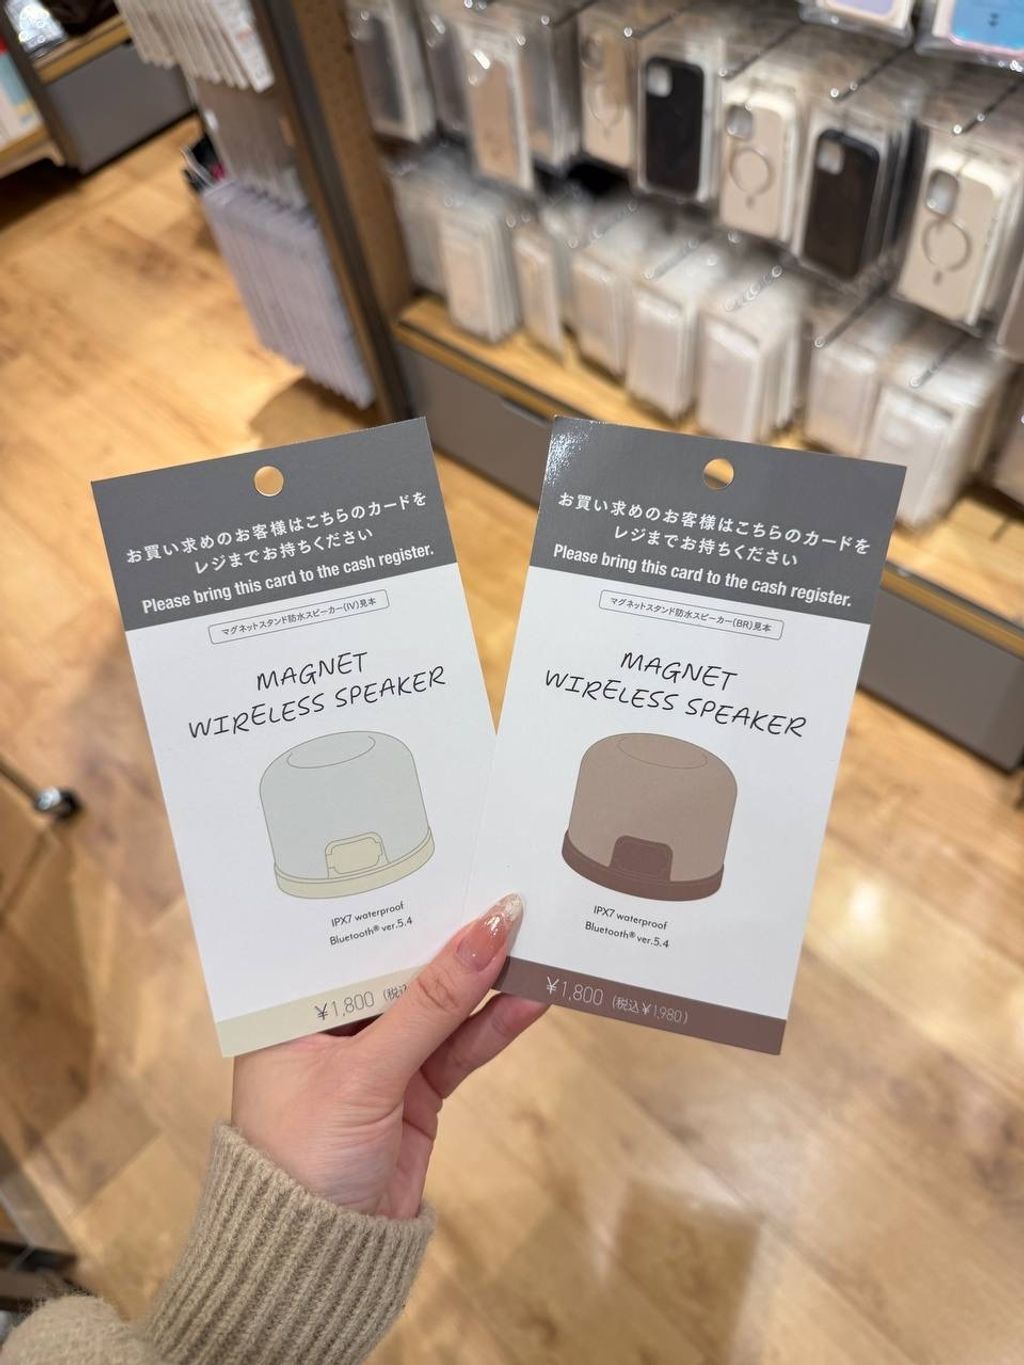 お買い求めのお客様はこちらのカードを
レジまでお持ちください
Please bring this card to the cash register.
マグネットスタンド防水スピーカー(IV)見本
MAGNET
WIRELESS SPEAKER
IPX7 waterproof
Bluetooth® ver.5.4
¥1,800 (税込
お買い求めのお客様はこちらのカードを
レジまでお持ちください
Please bring this card to the cash register.
マグネットスタンド防水スピーカー(BR)見本
MAGNET
WIRELESS SPEAKER
IPX7 waterproof
Bluetooth® ver.5.4
¥1,800 (税込¥1,980)